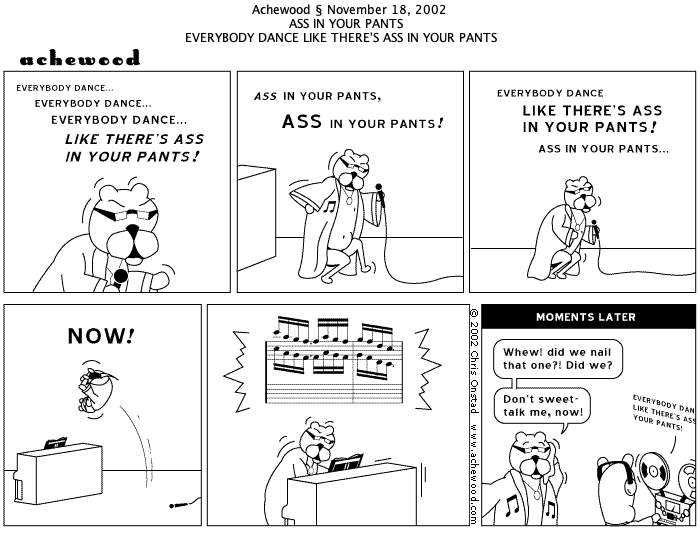 Achewood § November 18, 2002
ASS IN YOUR PANTS
EVERYBODY DANCE LIKE THERE'S ASS IN YOUR PANTS
achewood
EVERYBODY DANCE...
EVERYBODY DANCE...
EVERYBODY DANCE...
LIKE THERE'S ASS
IN YOUR PANTS!
ASS IN YOUR PANTS,
ASS IN YOUR PANTS!
EVERYBODY DANCE
LIKE THERE'S ASS
IN YOUR PANTS!
ASS IN YOUR PANTS...
NOW!
© 2002 Chris Onstad www.achewood.com
MOMENTS LATER
Whew! did we nail
that one?! Did we?
Don't sweet-
talk me, now!
EVERYBODY DAN
LIKE THERE'S ASS
YOUR PANTS!